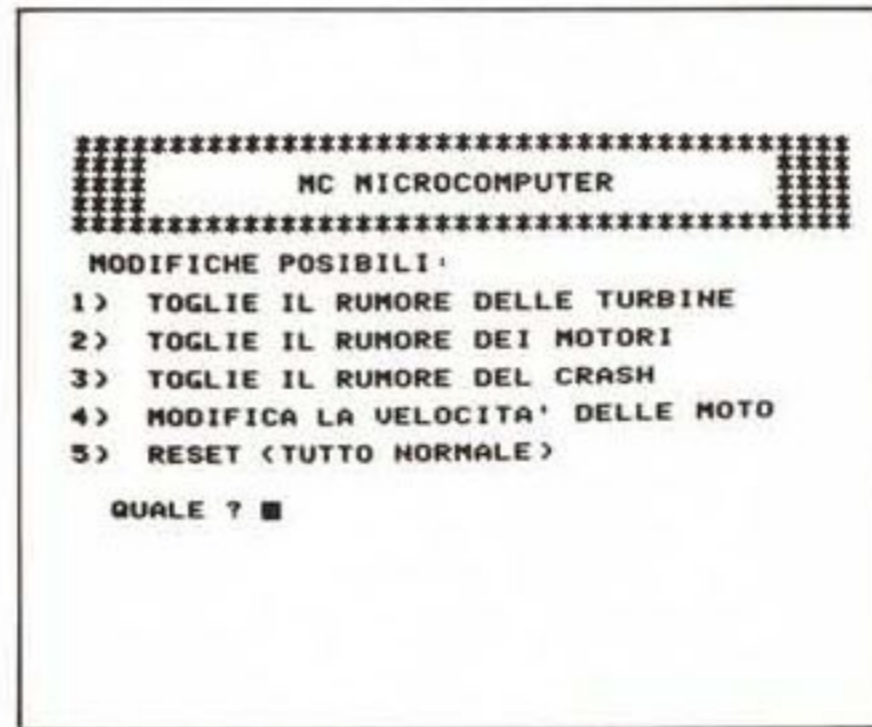 ******************************************
**** ****
**** MC MICROCOMPUTER ****
**** ****
******************************************
MODIFICHE POSIBILI:
1) TOGLIE IL RUMORE DELLE TURBINE
2) TOGLIE IL RUMORE DEI MOTORI
3) TOGLIE IL RUMORE DEL CRASH
4) MODIFICA LA VELOCITA' DELLE MOTO
5) RESET (TUTTO NORMALE)
QUALE ?